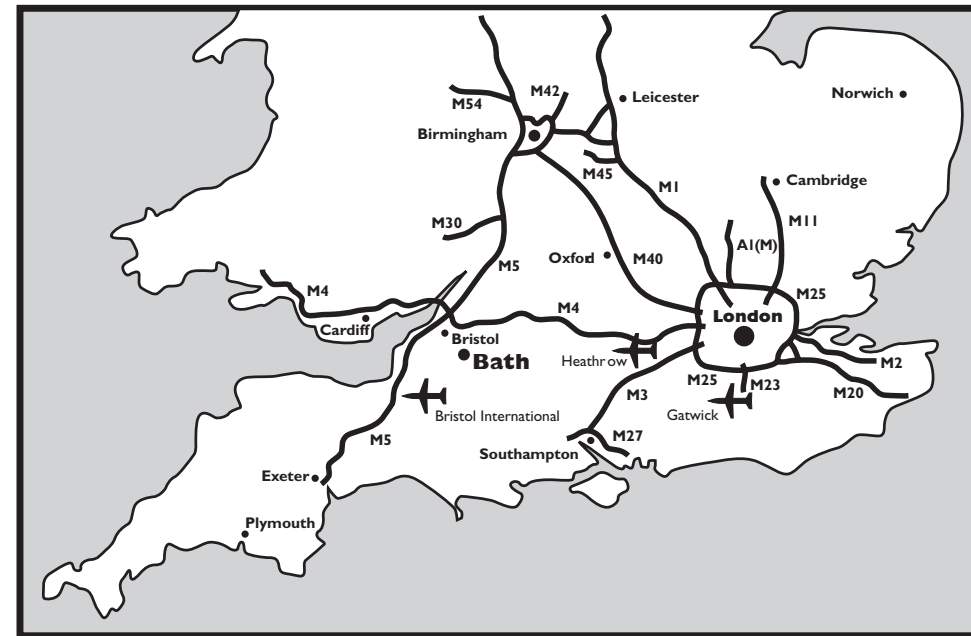 M54
M42
Leicester
Norwich
Birmingham
M45
M1
Cambridge
M30
M11
M5
Oxford
M40
A1(M)
M4
M25
M4
London
Cardiff
Bristol
Bath
Heathrow
M2
M25
M23
M20
M3
Bristol International
Gatwick
M5
M27
Southampton
Exeter
Plymouth